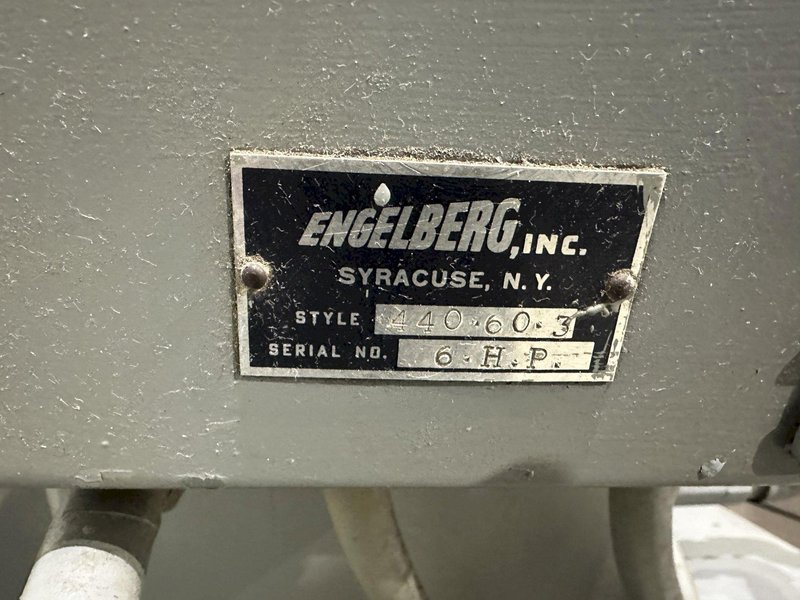 ENGELBERG, INC.
SYRACUSE, N.Y.
STYLE 440.60.3
SERIAL NO. 6.H.P.